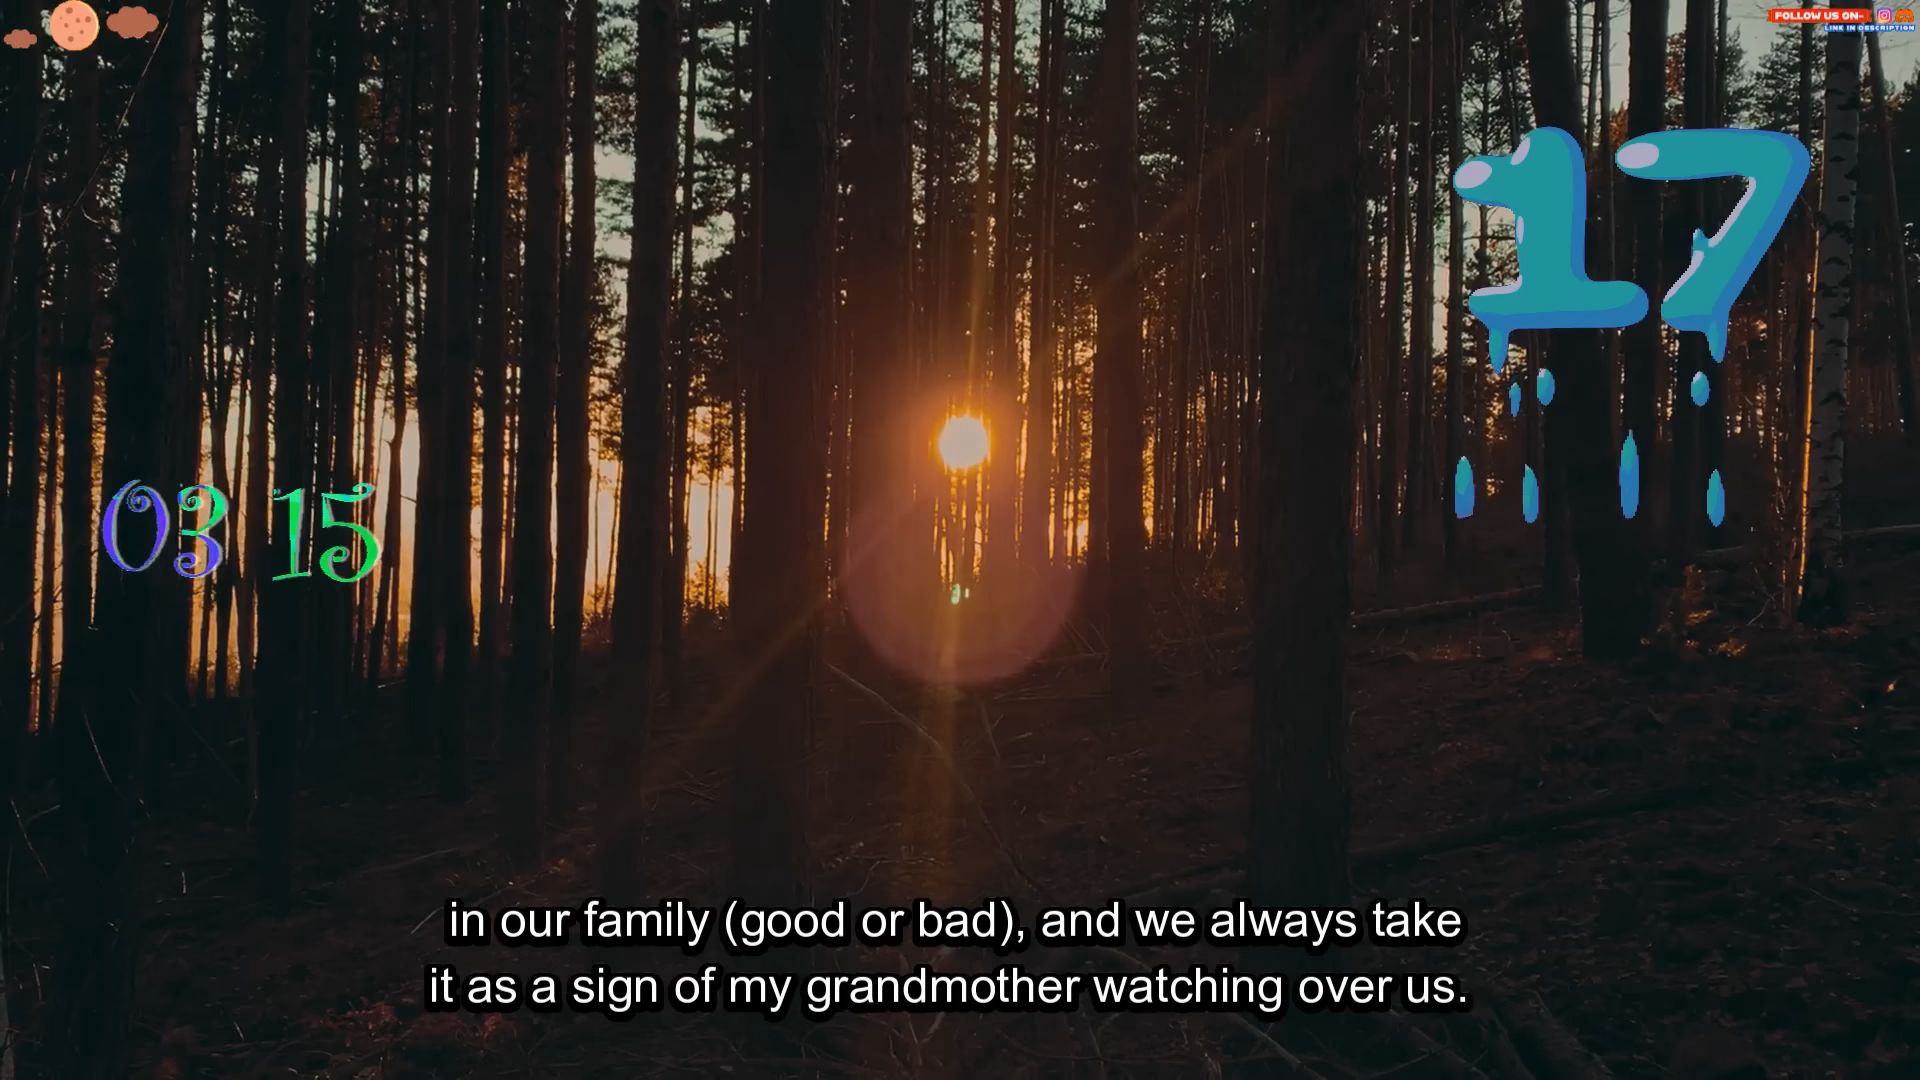 FOLLOW US ON-
LINK IN DESCRIPTION
17
03 15
in our family (good or bad), and we always take
it as a sign of my grandmother watching over us.